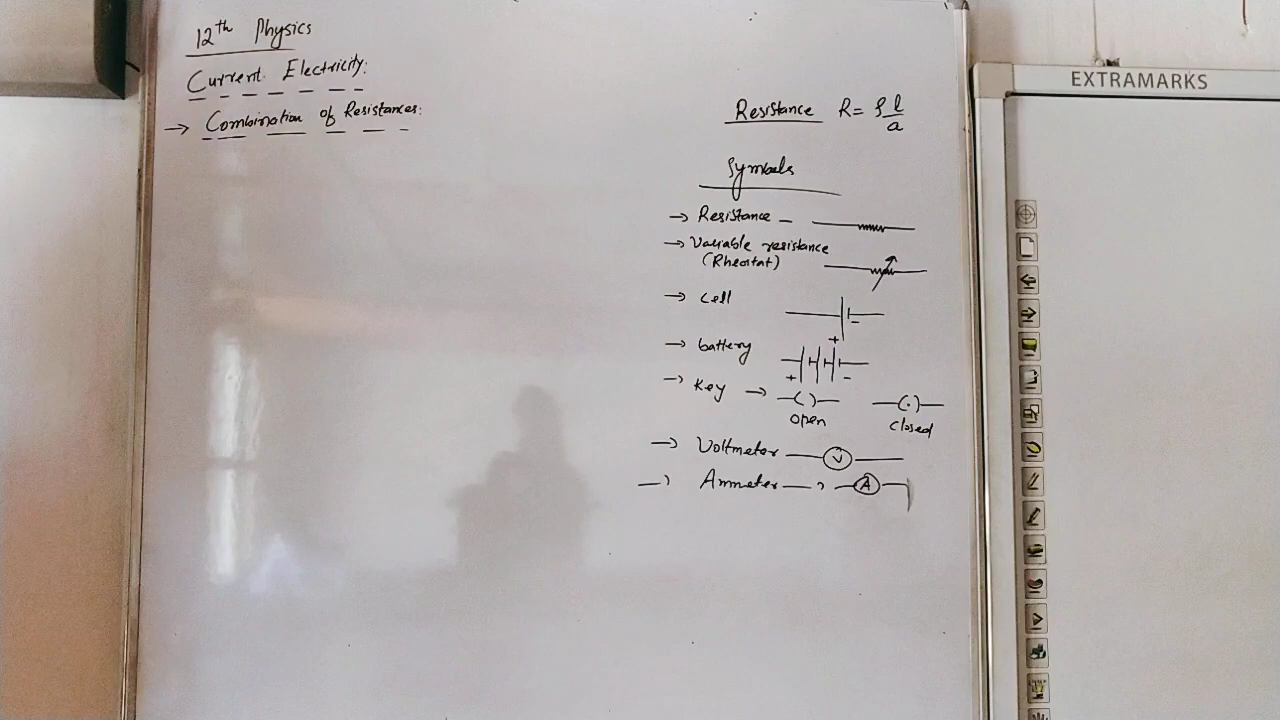 12th Physics
Current Electricity:
→ Combination of Resistances:
Resistance R = ρ l/a
Symbols
→ Resistance –
→ Variable resistance
(Rheostat)
→ Cell
–
→ battery
+
+ –
→ Key →
open closed
→ Voltmeter V
→ Ammeter → A
EXTRAMARKS